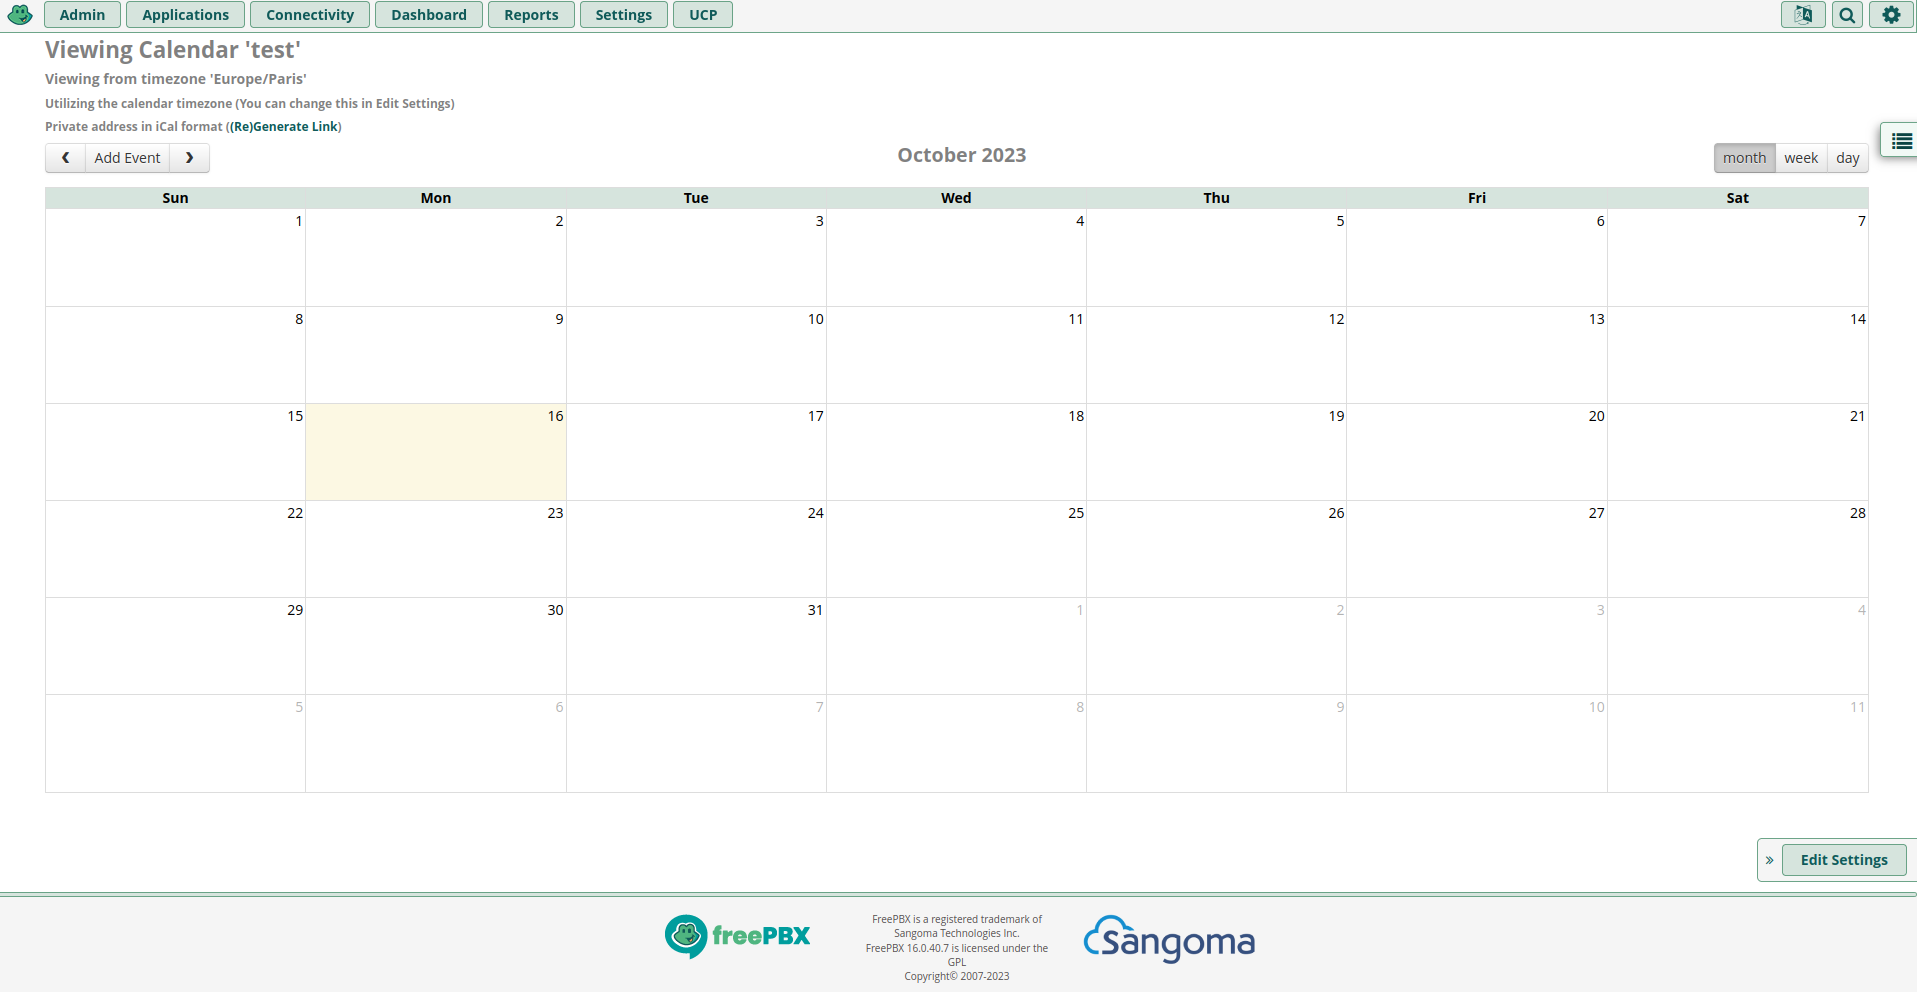 Admin Applications Connectivity Dashboard Reports Settings UCP
Viewing Calendar 'test'
Viewing from timezone 'Europe/Paris'
Utilizing the calendar timezone (You can change this in Edit Settings)
Private address in iCal format ((Re)Generate Link)
Add Event
October 2023
month week day
Sun Mon Tue Wed Thu Fri Sat
1 2 3 4 5 6 7
8 9 10 11 12 13 14
15 16 17 18 19 20 21
22 23 24 25 26 27 28
29 30 31 1 2 3 4
5 6 7 8 9 10 11
» Edit Settings
freePBX
FreePBX is a registered trademark of
Sangoma Technologies Inc.
FreePBX 16.0.40.7 is licensed under the
GPL
Copyright© 2007-2023
Sangoma